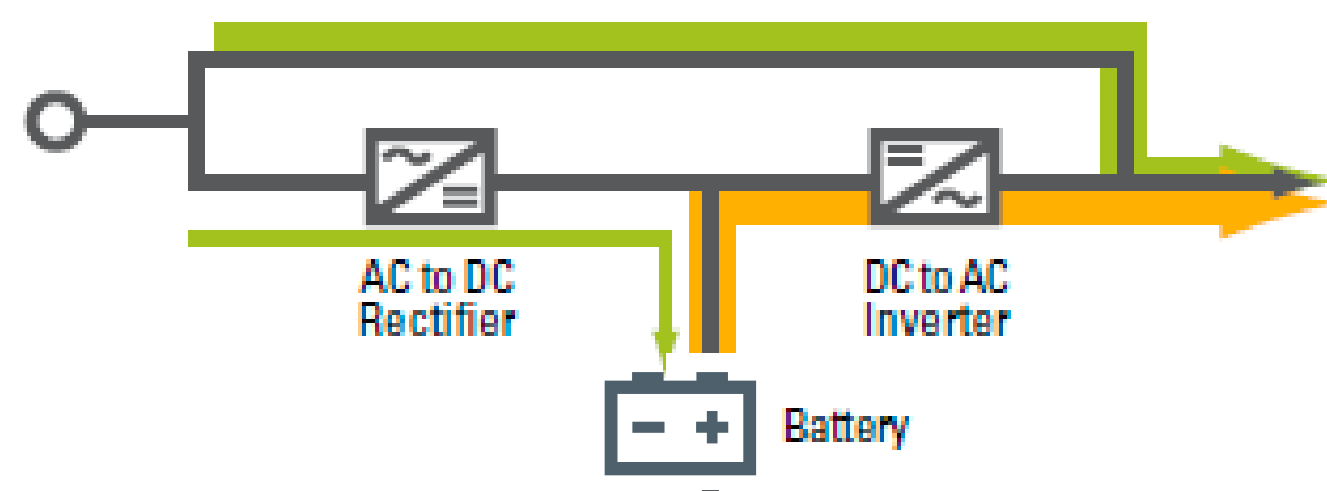 AC to DC
Rectifier
DC to AC
Inverter
Battery